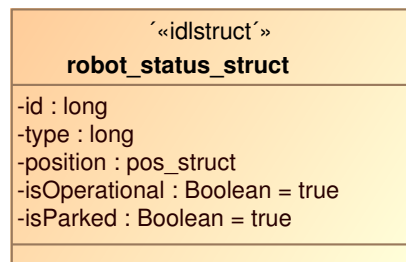 ´«idlstruct´»
robot_status_struct
-id : long
-type : long
-position : pos_struct
-isOperational : Boolean = true
-isParked : Boolean = true